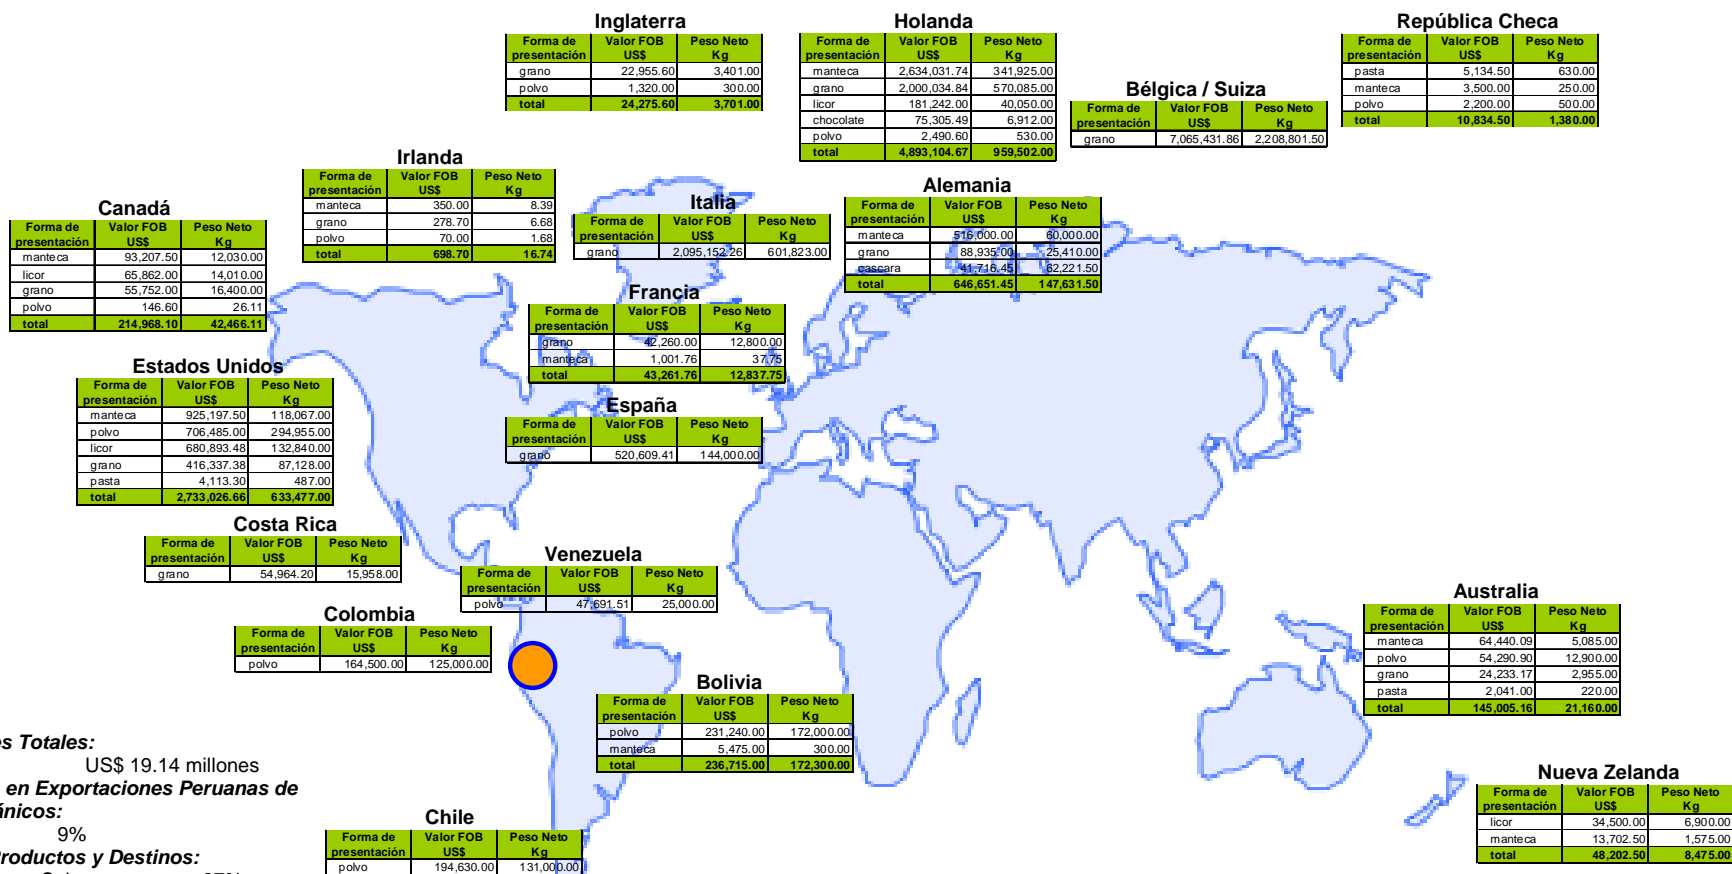 Inglaterra
Forma de presentación Valor FOB US$ Peso Neto Kg
grano 22,955.60 3,401.00
polvo 1,320.00 300.00
total 24,275.60 3,701.00
Holanda
Forma de presentación Valor FOB US$ Peso Neto Kg
manteca 2,634,031.74 341,925.00
grano 2,000,034.84 570,085.00
licor 181,242.00 40,050.00
chocolate 75,305.49 6,912.00
polvo 2,490.60 530.00
total 4,893,104.67 959,502.00
Bélgica / Suiza
Forma de presentación Valor FOB US$ Peso Neto Kg
grano 7,065,431.86 2,208,801.50
República Checa
Forma de presentación Valor FOB US$ Peso Neto Kg
pasta 5,134.50 630.00
manteca 3,500.00 250.00
polvo 2,200.00 500.00
total 10,834.50 1,380.00
Irlanda
Forma de presentación Valor FOB US$ Peso Neto Kg
manteca 350.00 8.39
grano 278.70 6.68
polvo 70.00 1.68
total 698.70 16.74
Italia
Forma de presentación Valor FOB US$ Peso Neto Kg
grano 2,095,152.26 601,823.00
Alemania
Forma de presentación Valor FOB US$ Peso Neto Kg
manteca 516,000.00 60,000.00
grano 88,935.00 25,410.00
cascara 41,716.45 62,221.50
total 646,651.45 147,631.50
Canadá
Forma de presentación Valor FOB US$ Peso Neto Kg
manteca 93,207.50 12,030.00
licor 65,862.00 14,010.00
grano 55,752.00 16,400.00
polvo 146.60 26.11
total 214,968.10 42,466.11
Francia
Forma de presentación Valor FOB US$ Peso Neto Kg
grano 42,260.00 12,800.00
manteca 1,001.76 37.75
total 43,261.76 12,837.75
Estados Unidos
Forma de presentación Valor FOB US$ Peso Neto Kg
manteca 925,197.50 118,067.00
polvo 706,485.00 294,955.00
licor 680,893.48 132,840.00
grano 416,337.38 87,128.00
pasta 4,113.30 487.00
total 2,733,026.66 633,477.00
España
Forma de presentación Valor FOB US$ Peso Neto Kg
grano 520,609.41 144,000.00
Costa Rica
Forma de presentación Valor FOB US$ Peso Neto Kg
grano 54,964.20 15,958.00
Venezuela
Forma de presentación Valor FOB US$ Peso Neto Kg
polvo 47,691.51 25,000.00
Colombia
Forma de presentación Valor FOB US$ Peso Neto Kg
polvo 164,500.00 125,000.00
Australia
Forma de presentación Valor FOB US$ Peso Neto Kg
manteca 64,440.09 5,085.00
polvo 54,290.90 12,900.00
grano 24,233.17 2,955.00
pasta 2,041.00 220.00
total 145,005.16 21,160.00
Bolivia
Forma de presentación Valor FOB US$ Peso Neto Kg
polvo 231,240.00 172,000.00
manteca 5,475.00 300.00
total 236,715.00 172,300.00
Nueva Zelanda
Forma de presentación Valor FOB US$ Peso Neto Kg
licor 34,500.00 6,900.00
manteca 13,702.50 1,575.00
total 48,202.50 8,475.00
Chile
Forma de presentación Valor FOB US$ Peso Neto Kg
polvo 194,630.00 131,000.00
es Totales:
US$ 19.14 millones
en Exportaciones Peruanas de
ánicos:
9%
roductos y Destinos: